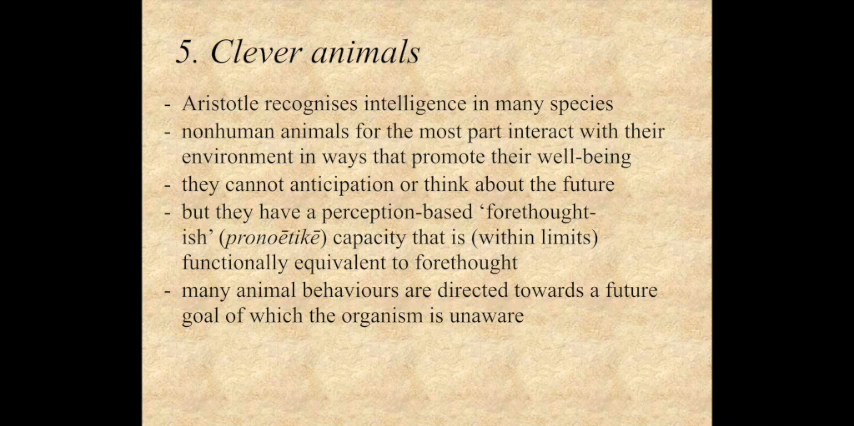 5. Clever animals
- Aristotle recognises intelligence in many species
- nonhuman animals for the most part interact with their
environment in ways that promote their well-being
- they cannot anticipation or think about the future
- but they have a perception-based ‘forethought-
ish’ (pronoētikē) capacity that is (within limits)
functionally equivalent to forethought
- many animal behaviours are directed towards a future
goal of which the organism is unaware